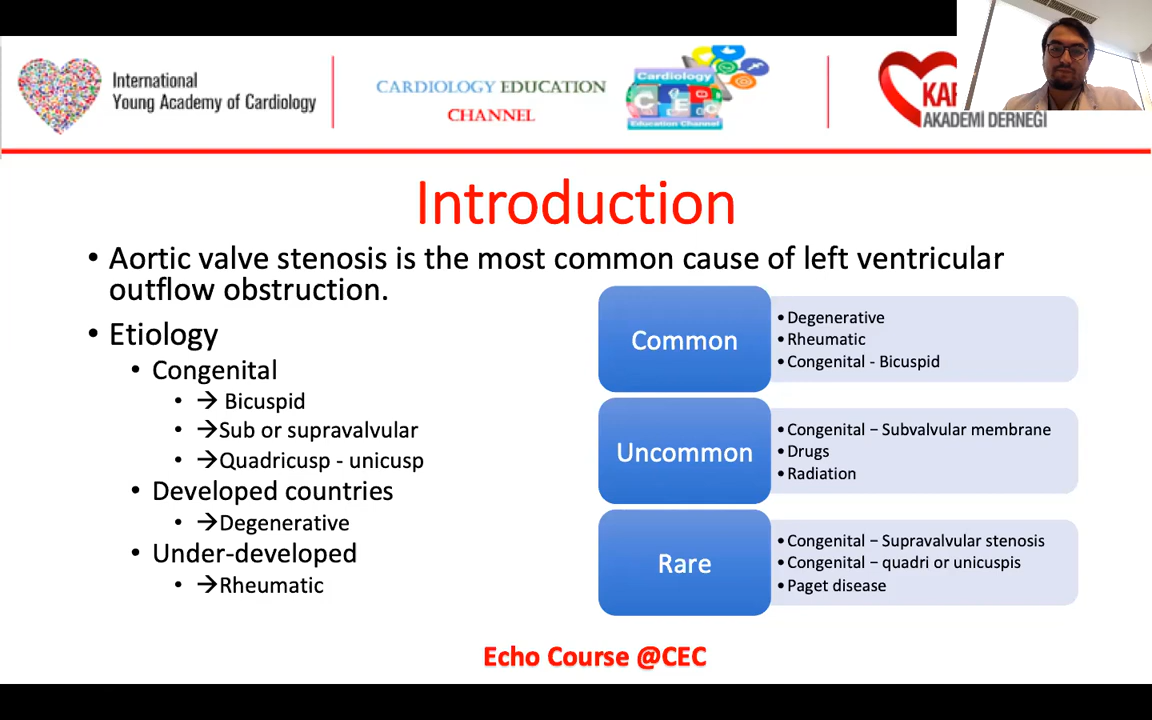 International
Young Academy of Cardiology
CARDIOLOGY EDUCATION
CHANNEL
Cardiology
C E C
Education Channel
AKADEMİ DERNEĞİ
Introduction
• Aortic valve stenosis is the most common cause of left ventricular
outflow obstruction.
• Etiology
• Congenital
• → Bicuspid
• →Sub or supravalvular
• →Quadricusp - unicusp
• Developed countries
• →Degenerative
• Under-developed
• →Rheumatic
Common
• Degenerative
• Rheumatic
• Congenital - Bicuspid
Uncommon
• Congenital – Subvalvular membrane
• Drugs
• Radiation
Rare
• Congenital – Supravalvular stenosis
• Congenital – quadri or unicuspis
• Paget disease
Echo Course @CEC